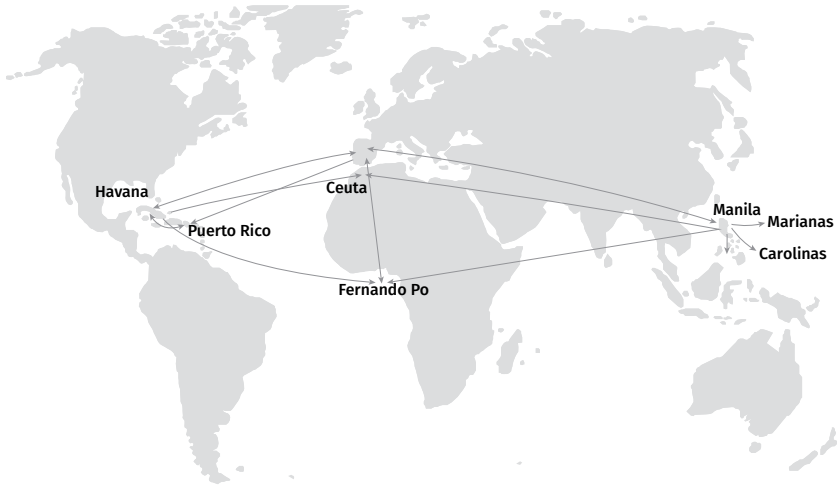 Havana
Ceuta
Puerto Rico
Manila
Marianas
Carolinas
Fernando Po